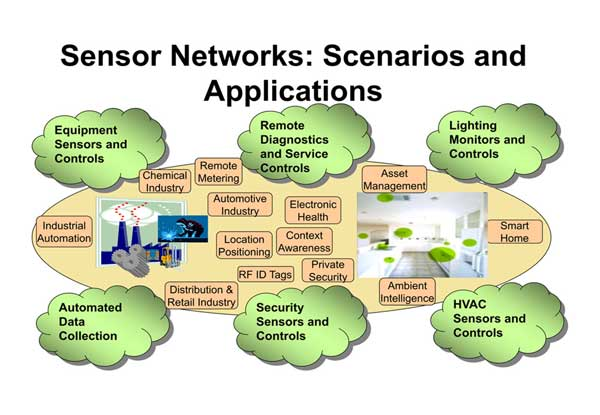 Sensor Networks: Scenarios and
Applications
Equipment
Sensors and
Controls
Remote
Diagnostics
and Service
Controls
Lighting
Monitors and
Controls
Chemical
Industry
Remote
Metering
Asset
Management
Automotive
Industry
Electronic
Health
Industrial
Automation
Location
Positioning
Context
Awareness
Smart
Home
RF ID Tags
Private
Security
Distribution &
Retail Industry
Ambient
Intelligence
Automated
Data
Collection
Security
Sensors and
Controls
HVAC
Sensors and
Controls